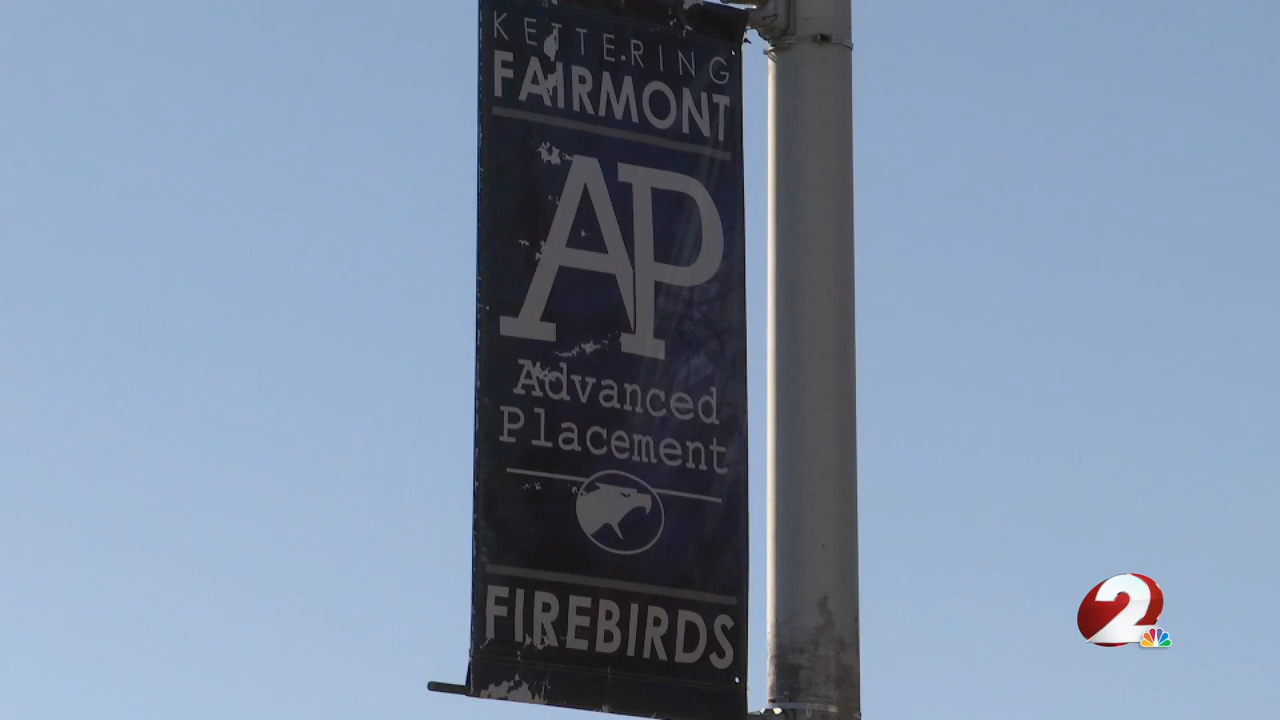 KETTERING
FAIRMONT
AP
Advanced
Placement
FIREBIRDS
2